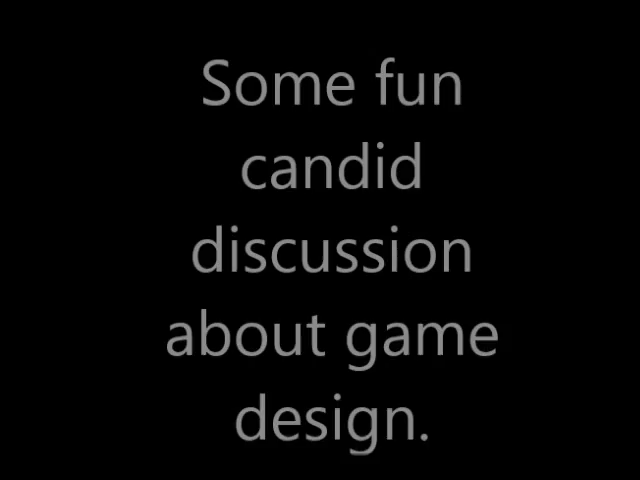 Some fun
candid
discussion
about game
design.